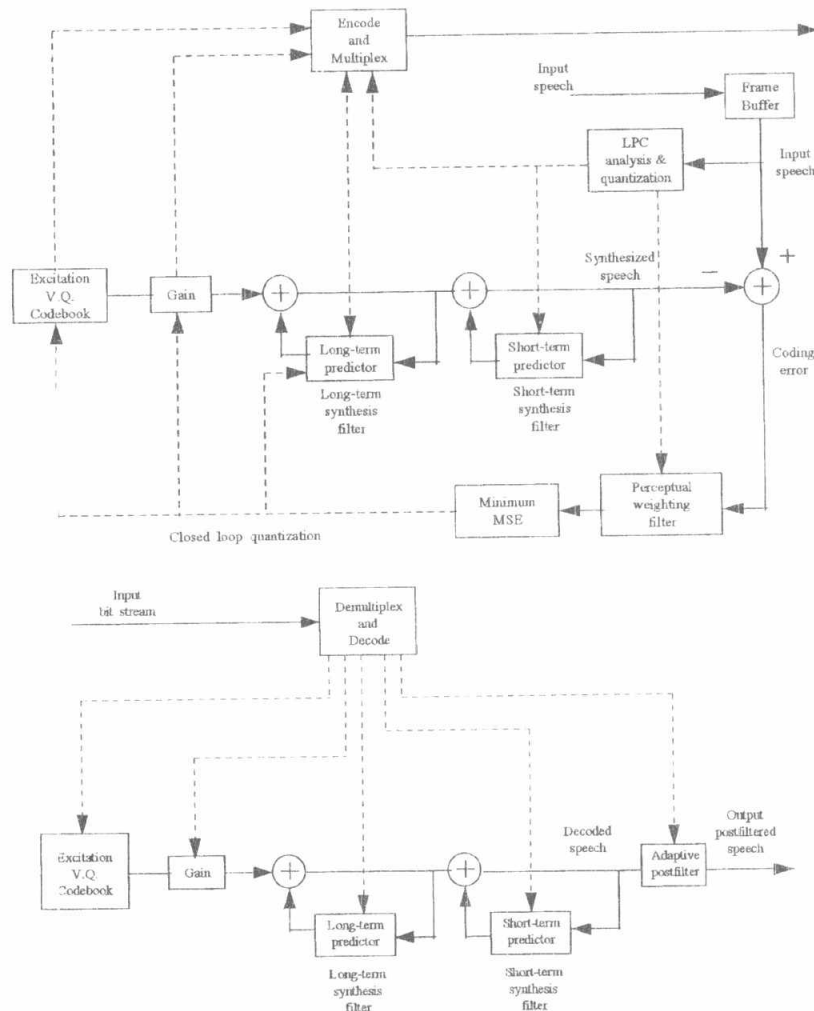 Encode
and
Multiplex
Input
speech
Frame
Buffer
LPC
analysis &
quantization
Input
speech
Synthesized
speech
−
+
Excitation
V.Q.
Codebook
Gain
+
+
+
Long-term
predictor
Short-term
predictor
Coding
error
Long-term
synthesis
filter
Short-term
synthesis
filter
Minimum
MSE
Perceptual
weighting
filter
Closed loop quantization
Input
bit stream
Demultiplex
and
Decode
Excitation
V.Q.
Codebook
Gain
+
+
Decoded
speech
Adaptive
postfilter
Output
postfiltered
speech
Long-term
predictor
Short-term
predictor
Long-term
synthesis
filter
Short-term
synthesis
filter